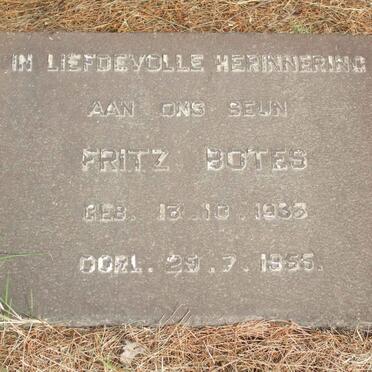 IN LIEFDEVOLLE HERINNERING
AAN ONS SEUN
FRITZ BOTES
GEB. 13.10.1933
OORL. 29.7.1955.